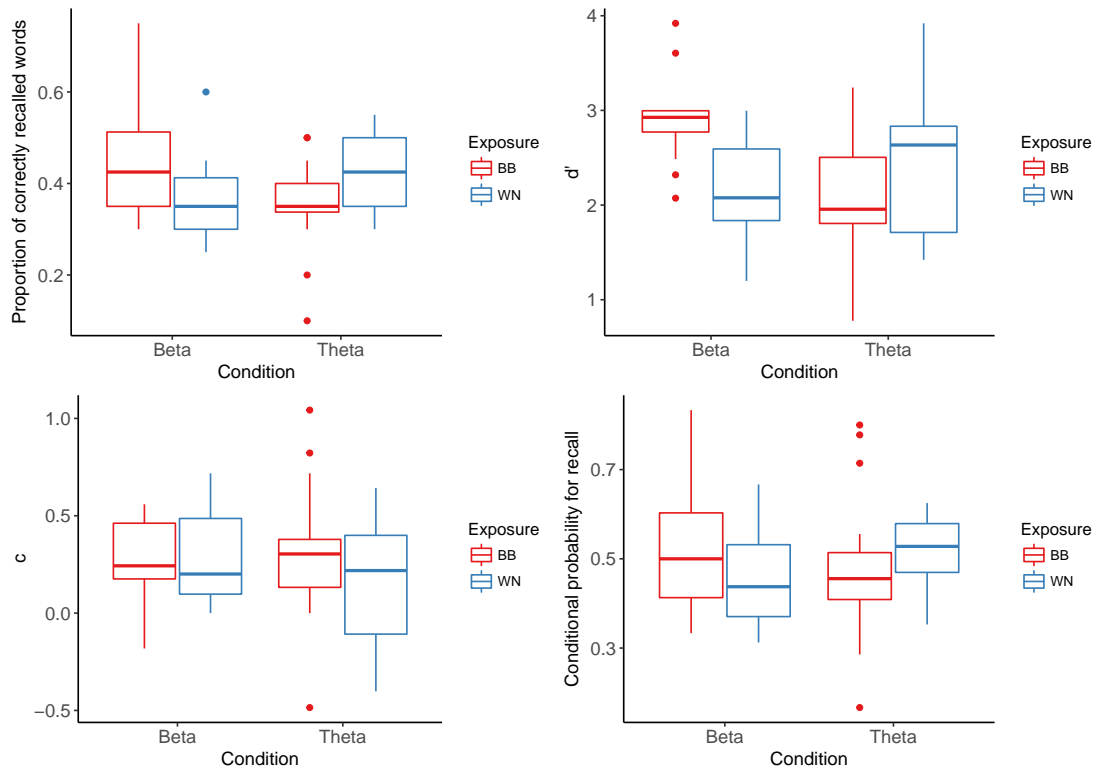 Proportion of correctly recalled words
0.6
0.4
0.2
Beta
Theta
Condition
Exposure
BB
WN
d'
4
3
2
1
Beta
Theta
Condition
Exposure
BB
WN
c
1.0
0.5
0.0
−0.5
Beta
Theta
Condition
Exposure
BB
WN
Conditional probability for recall
0.7
0.5
0.3
Beta
Theta
Condition
Exposure
BB
WN